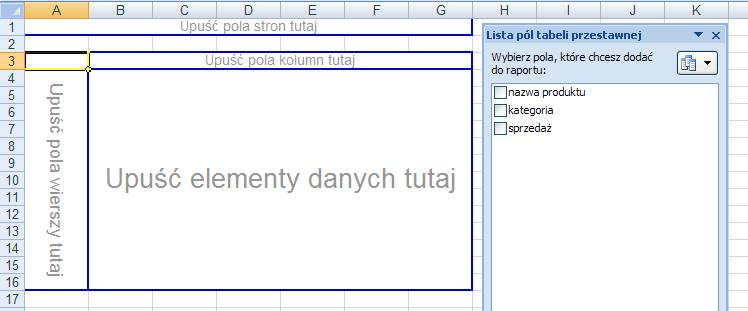 A B C D E F G H I J K
1 Upuść pola stron tutaj
2
3 Upuść pola kolumn tutaj
4
5
6
7
8
9
10
11
12
13
14
15
16
17
Upuść pola wierszy tutaj
Upuść elementy danych tutaj
Lista pól tabeli przestawnej
Wybierz pola, które chcesz dodać
do raportu:
nazwa produktu
kategoria
sprzedaż